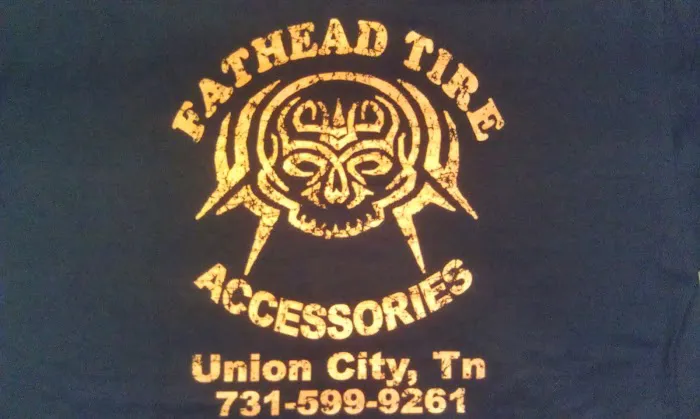 FATHEAD TIRE
ACCESSORIES
Union City, Tn
731-599-9261